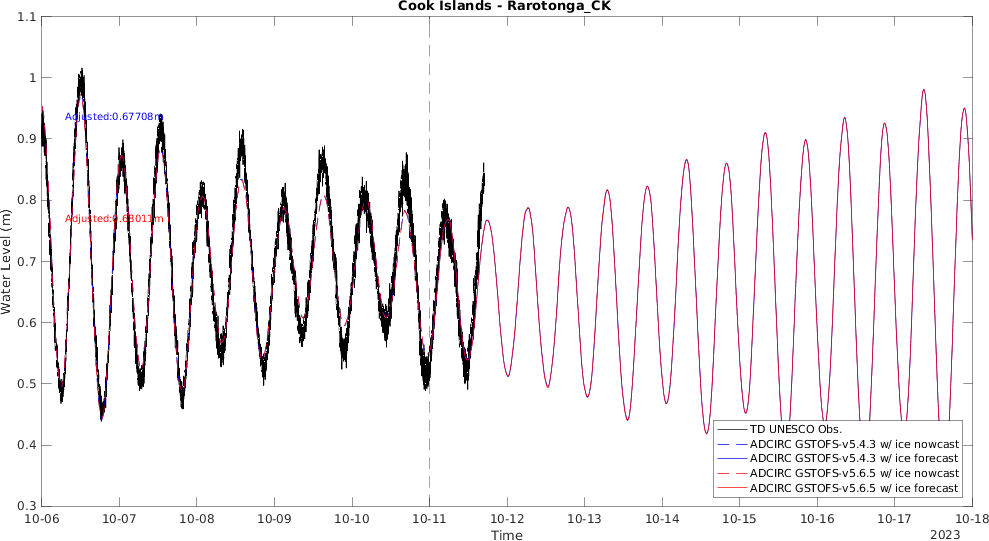 Cook Islands - Rarotonga_CK
1.1
1
0.9
0.8
0.7
0.6
0.5
0.4
0.3
Water Level (m)
Adjusted:0.67708m
Adjusted:0.68011m
TD UNESCO Obs.
ADCIRC GSTOFS-v5.4.3 w/ ice nowcast
ADCIRC GSTOFS-v5.4.3 w/ ice forecast
ADCIRC GSTOFS-v5.6.5 w/ ice nowcast
ADCIRC GSTOFS-v5.6.5 w/ ice forecast
10-06 10-07 10-08 10-09 10-10 10-11 10-12 10-13 10-14 10-15 10-16 10-17 10-18
Time
2023